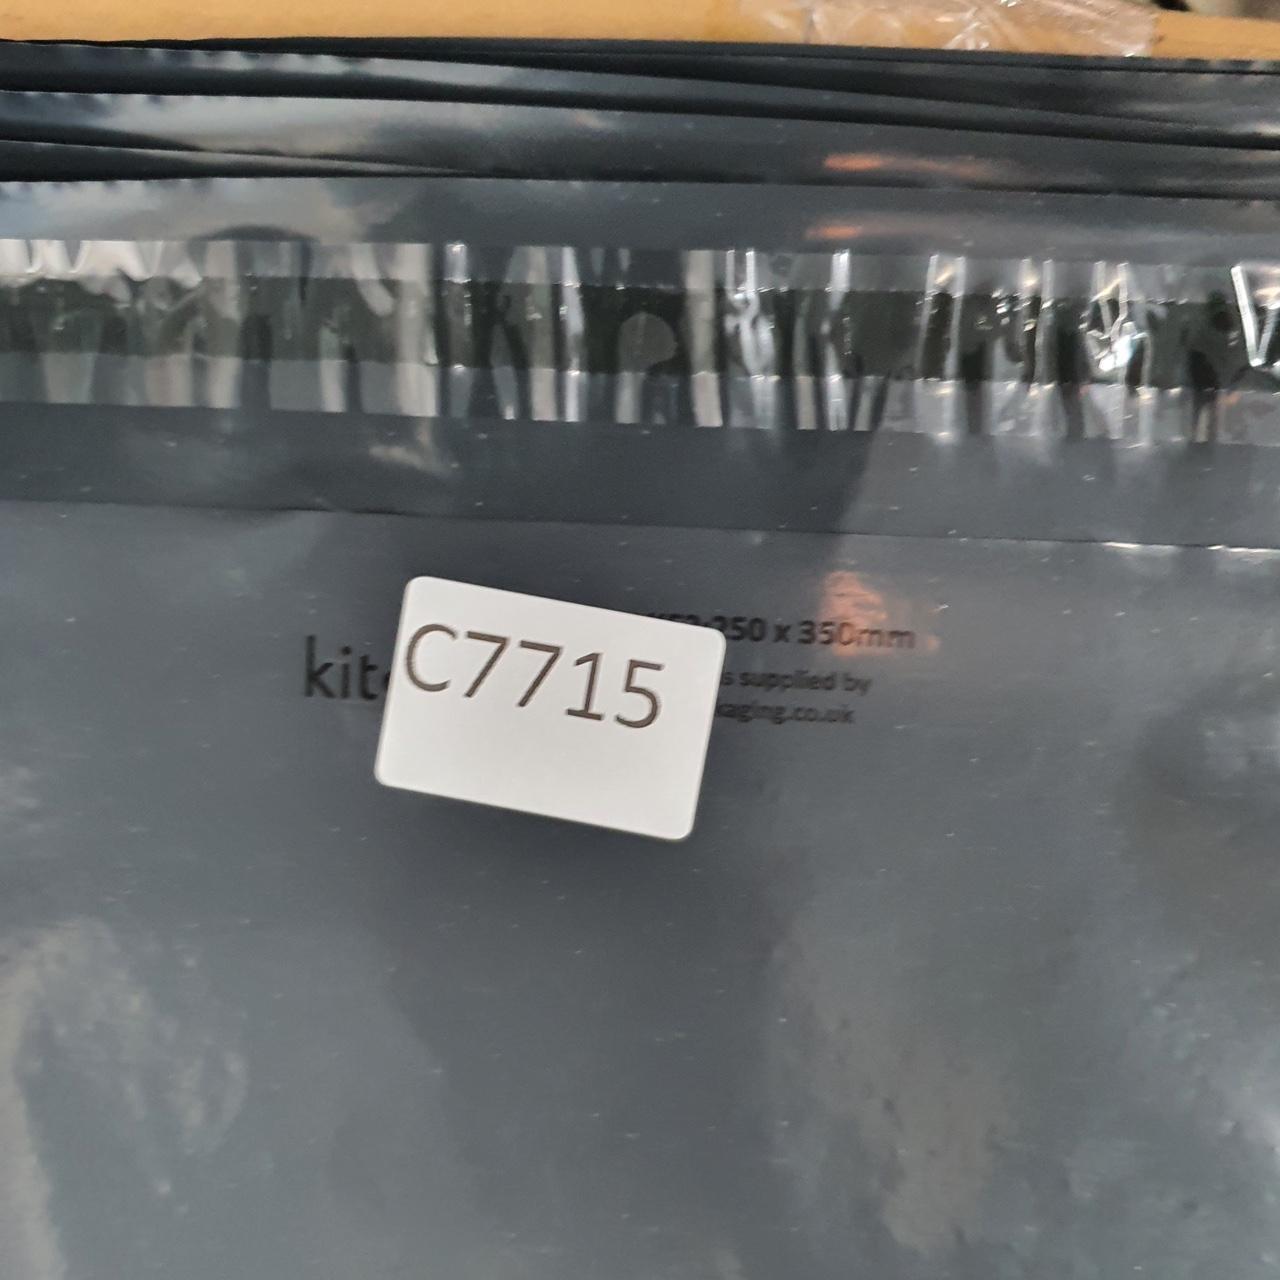 250 x 350mm
kit
C7715
supplied by
kaging.co.uk